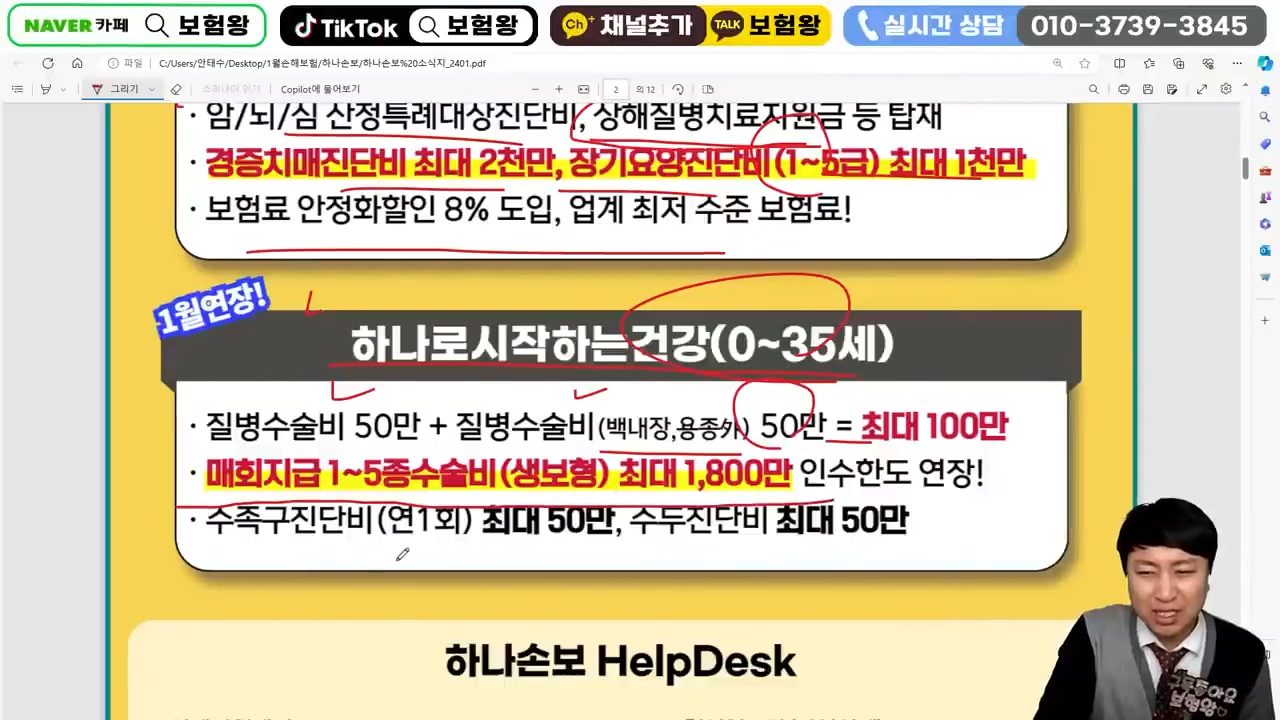 NAVER 카페 보험왕 TikTok 보험왕 Ch+ 채널추가 TALK 보험왕 실시간 상담 010-3739-3845
파일 C:/Users/안태수/Desktop/1월손해보험/하나손보/하나손보%20소식지_2401.pdf
그리기 Copilot에 물어보기 2 의 12
암/뇌/심 산정특례대상진단비, 상해질병치료지원금 등 탑재
· 경증치매진단비 최대 2천만, 장기요양진단비(1~5급) 최대 1천만
· 보험료 안정화할인 8% 도입, 업계 최저 수준 보험료!
1월연장!
하나로시작하는건강(0~35세)
· 질병수술비 50만 + 질병수술비(백내장,용종外) 50만 = 최대 100만
· 매회지급 1~5종수술비(생보형) 최대 1,800만 인수한도 연장!
· 수족구진단비(연1회) 최대 50만, 수두진단비 최대 50만
하나손보 HelpDesk
구독좋아요
보험왕♡